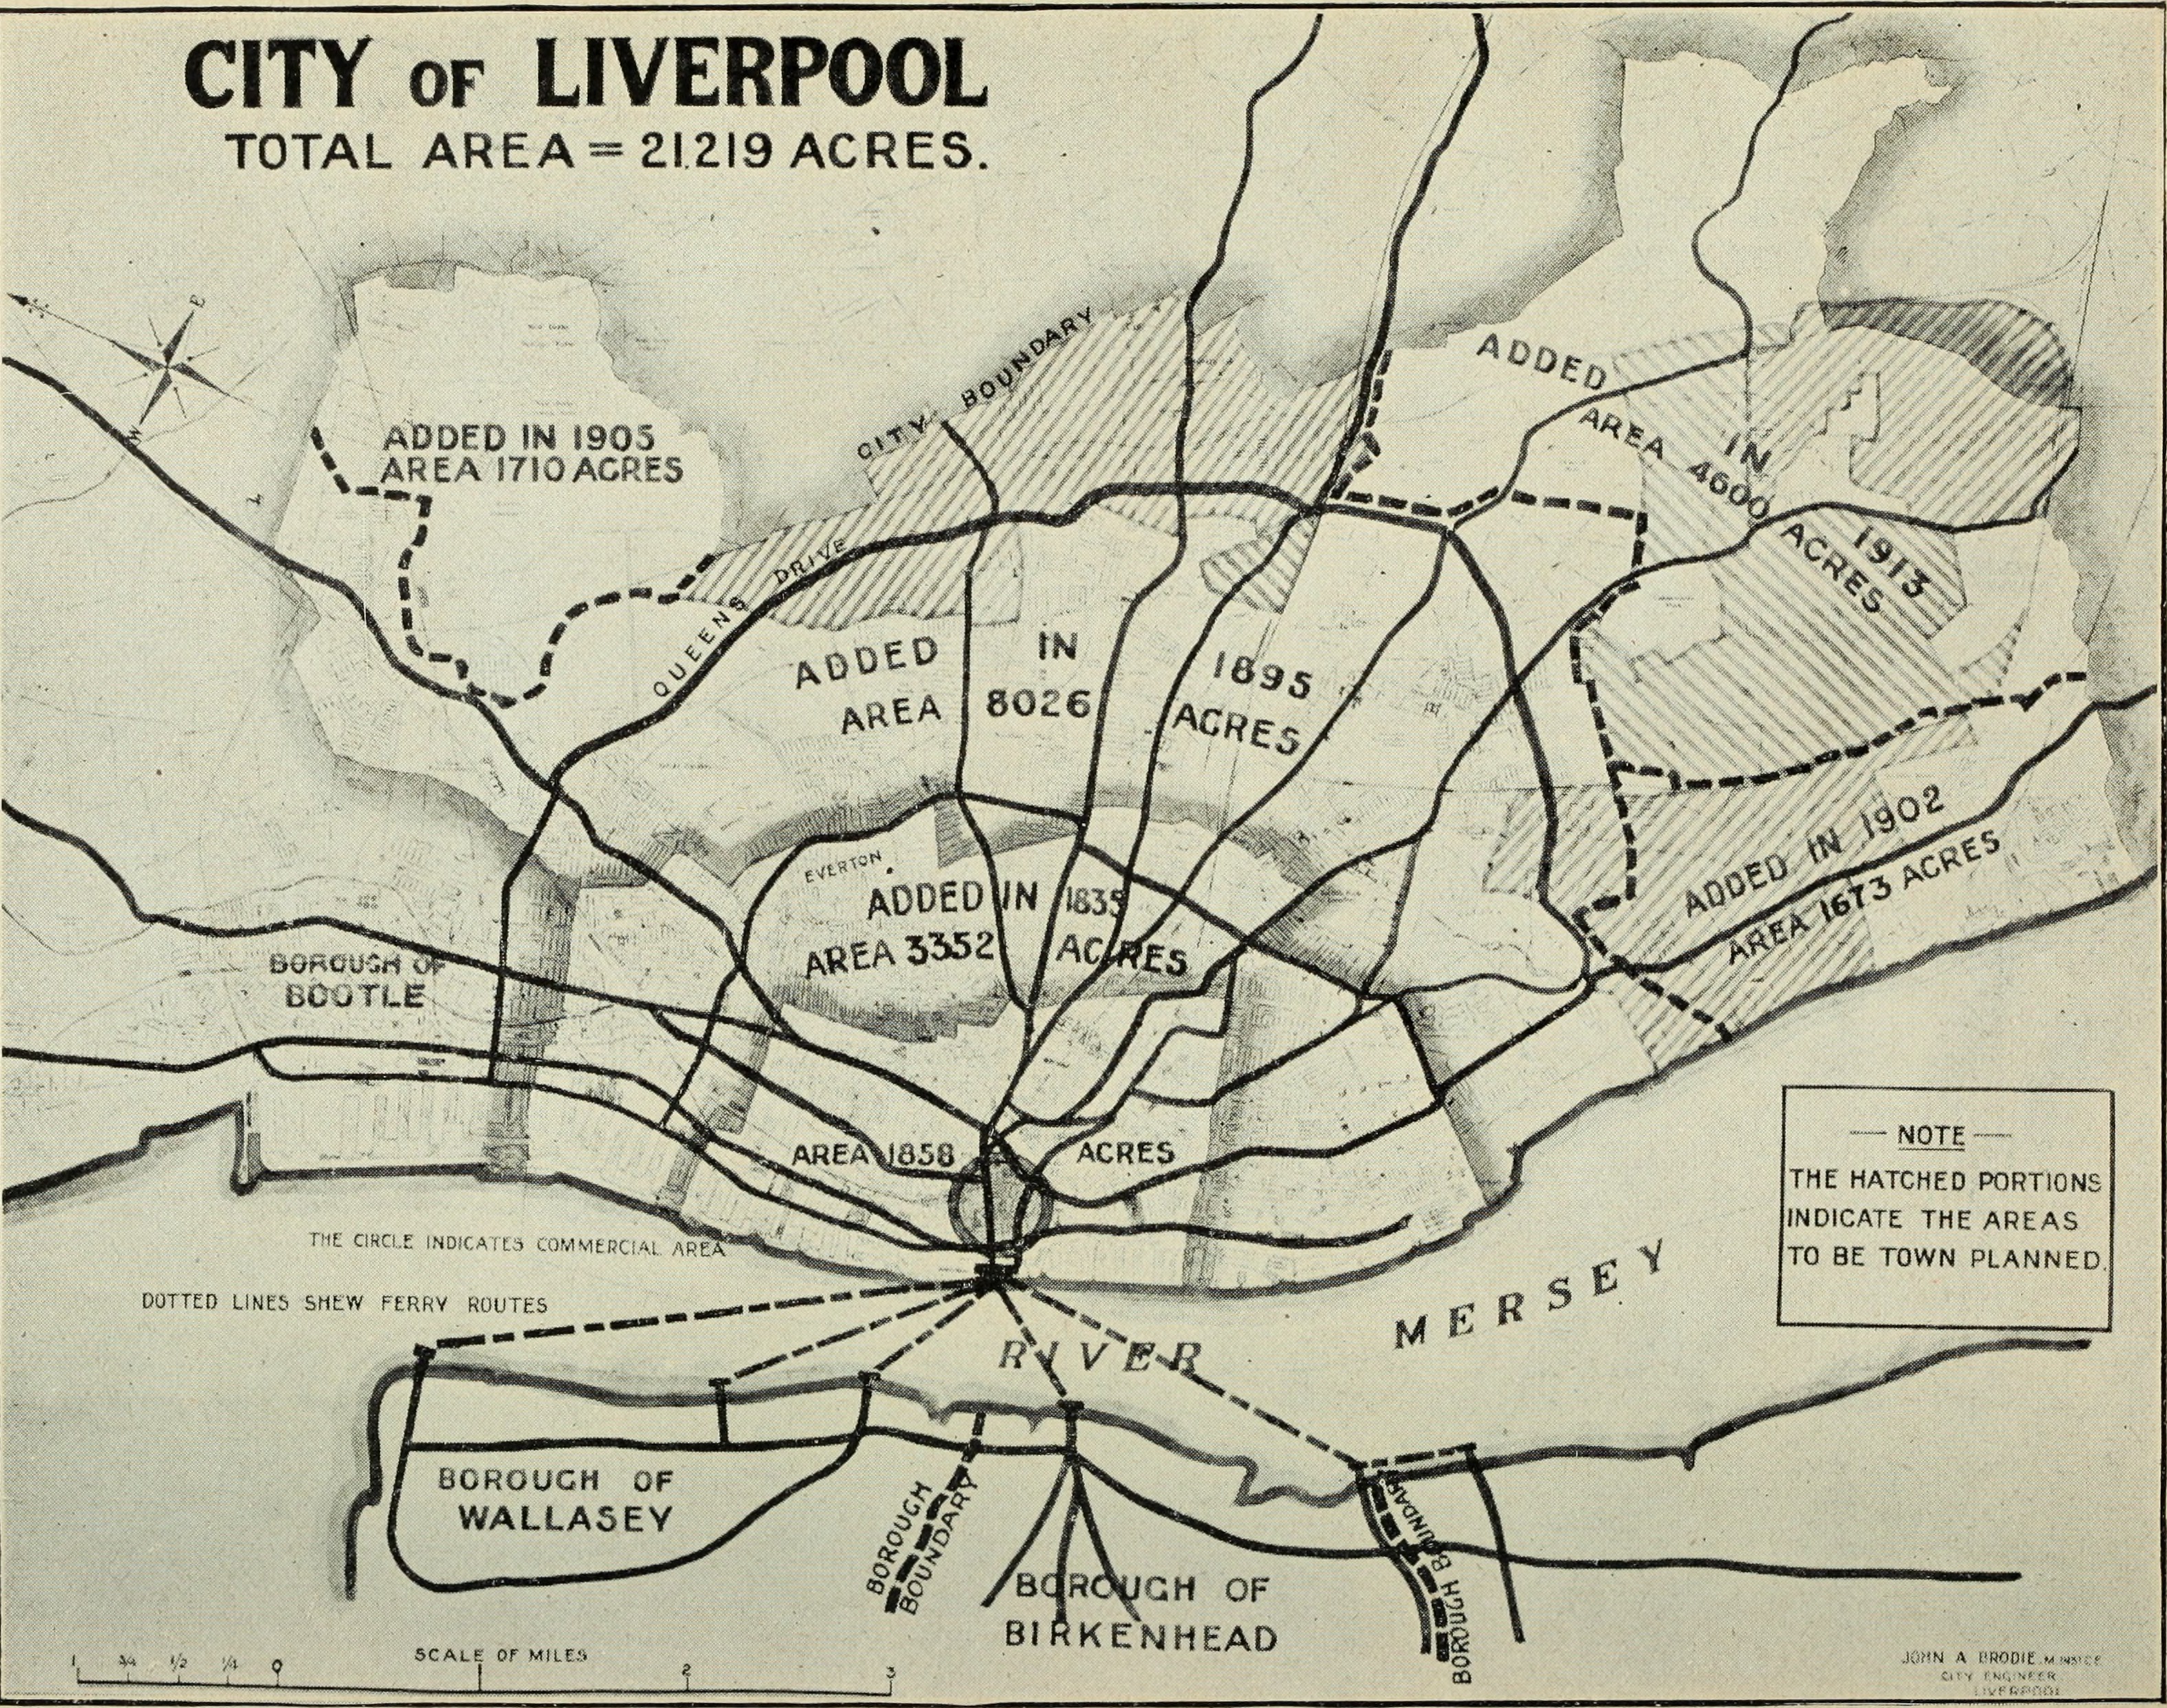 CITY OF LIVERPOOL
TOTAL AREA = 21,219 ACRES.
E
W
CITY BOUNDARY
ADDED IN 1905
AREA 1710 ACRES
ADDED IN 1913
AREA 4600 ACRES
ACRES
QUEENS DRIVE
ADDED IN 1895
AREA 8026 ACRES
ADDED IN 1902
AREA 1673 ACRES
EVERTON
ADDED IN 1835
AREA 3352 ACRES
BOROUGH OF
BOOTLE
AREA 1858 ACRES
THE CIRCLE INDICATES COMMERCIAL AREA
DOTTED LINES SHEW FERRY ROUTES
RIVER MERSEY
NOTE
THE HATCHED PORTIONS
INDICATE THE AREAS
TO BE TOWN PLANNED.
BOROUGH OF
WALLASEY
BOROUGH
BOUNDARY
BOROUGH OF
BIRKENHEAD
BOROUGH BOUNDARY
SCALE OF MILES
1 3/4 1/2 1/4 0 2 3
JOHN A BRODIE. M.INST.C.E
CITY ENGINEER
LIVERPOOL